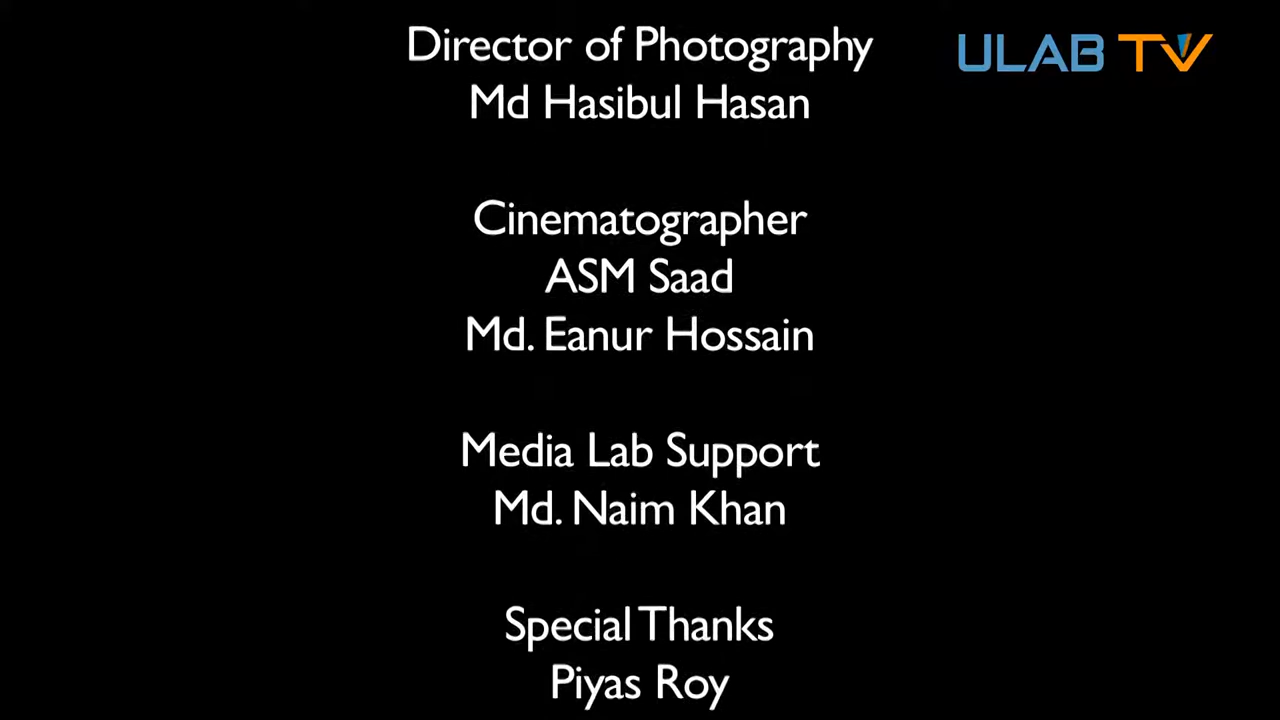 Director of Photography
ULAB TV
Md Hasibul Hasan
Cinematographer
ASM Saad
Md. Eanur Hossain
Media Lab Support
Md. Naim Khan
Special Thanks
Piyas Roy